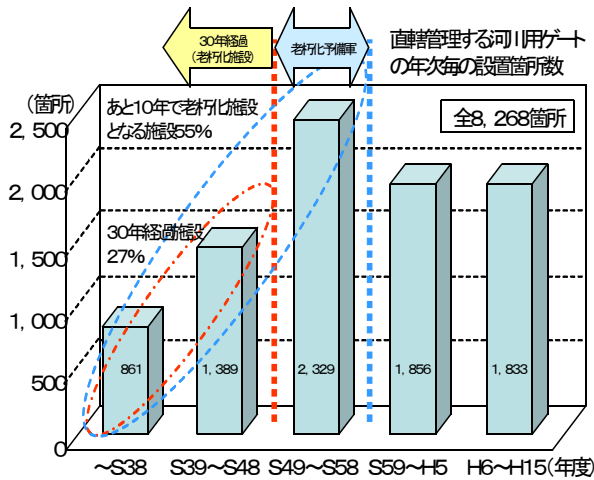 30年経過
(老朽化施設)
老朽化予備軍
直轄管理する河川用ゲート
の年次毎の設置箇所数
(箇所)
あと10年で老朽化施設
となる施設55%
全8,268箇所
2,500
2,000
1,500
1,000
500
0
30年経過施設
27%
861
1,389
2,329
1,856
1,833
～S38
S39～S48
S49～S58
S59～H5
H6～H15(年度)